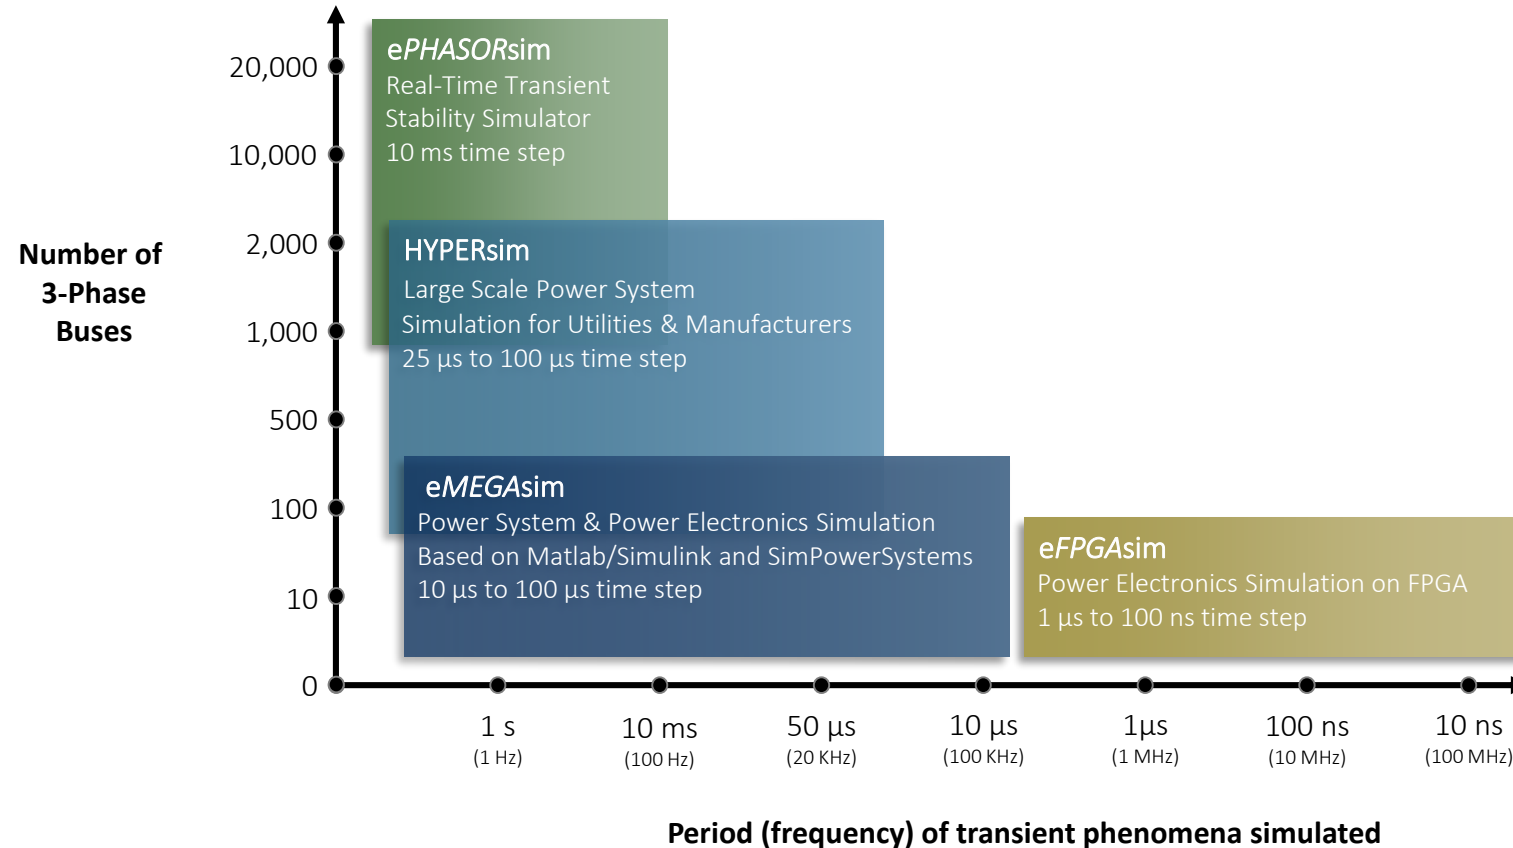 ePHASORsim
Real-Time Transient
Stability Simulator
10 ms time step
20,000
10,000
2,000
1,000
500
100
10
0
Number of
3-Phase
Buses
HYPERsim
Large Scale Power System
Simulation for Utilities & Manufacturers
25 µs to 100 µs time step
eMEGAsim
Power System & Power Electronics Simulation
Based on Matlab/Simulink and SimPowerSystems
10 µs to 100 µs time step
eFPGAsim
Power Electronics Simulation on FPGA
1 µs to 100 ns time step
1 s
(1 Hz)
10 ms
(100 Hz)
50 µs
(20 KHz)
10 µs
(100 KHz)
1µs
(1 MHz)
100 ns
(10 MHz)
10 ns
(100 MHz)
Period (frequency) of transient phenomena simulated